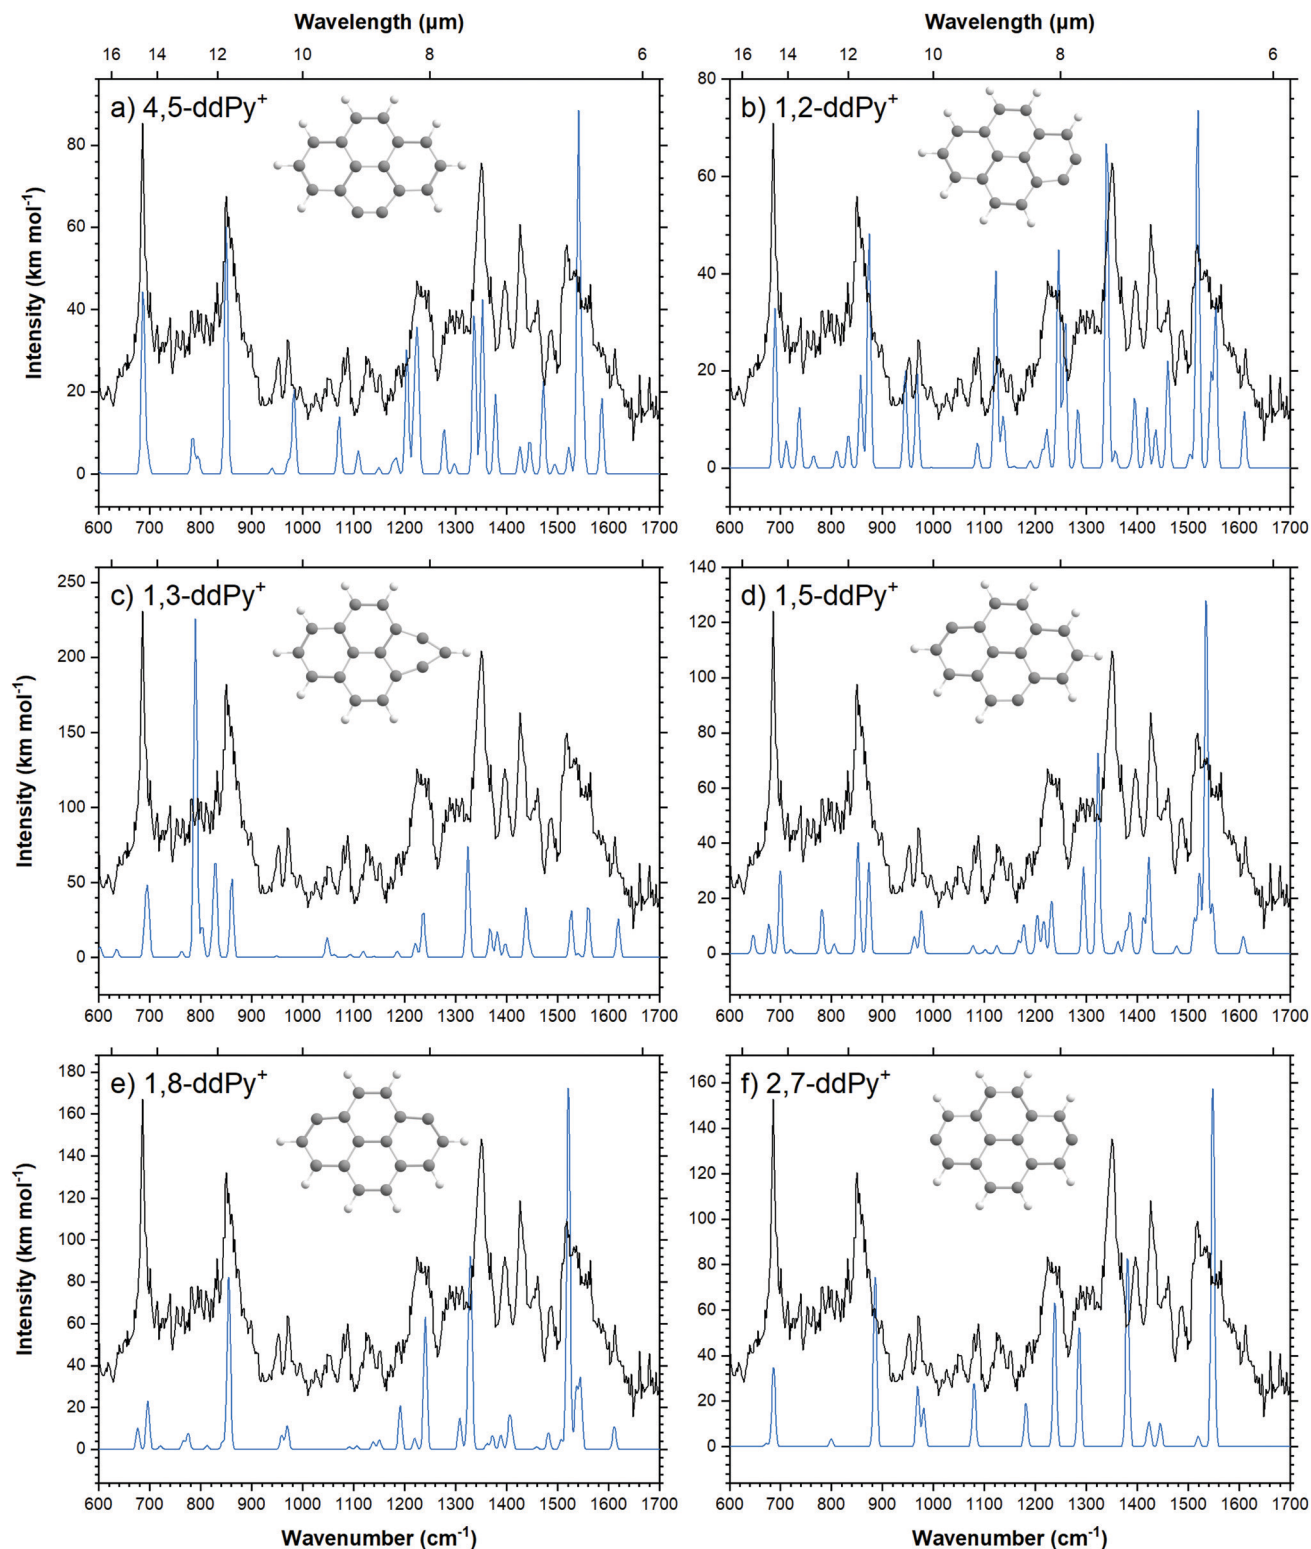 Wavelength (µm)
Wavelength (µm)
16 14 12 10 8 6
16 14 12 10 8 6
a) 4,5-ddPy⁺
b) 1,2-ddPy⁺
Intensity (km mol⁻¹)
80
60
40
20
0
80
60
40
20
0
600 700 800 900 1000 1100 1200 1300 1400 1500 1600 1700
600 700 800 900 1000 1100 1200 1300 1400 1500 1600 1700
c) 1,3-ddPy⁺
d) 1,5-ddPy⁺
Intensity (km mol⁻¹)
250
200
150
100
50
0
140
120
100
80
60
40
20
0
600 700 800 900 1000 1100 1200 1300 1400 1500 1600 1700
600 700 800 900 1000 1100 1200 1300 1400 1500 1600 1700
e) 1,8-ddPy⁺
f) 2,7-ddPy⁺
Intensity (km mol⁻¹)
180
160
140
120
100
80
60
40
20
0
160
140
120
100
80
60
40
20
0
600 700 800 900 1000 1100 1200 1300 1400 1500 1600 1700
600 700 800 900 1000 1100 1200 1300 1400 1500 1600 1700
Wavenumber (cm⁻¹)
Wavenumber (cm⁻¹)